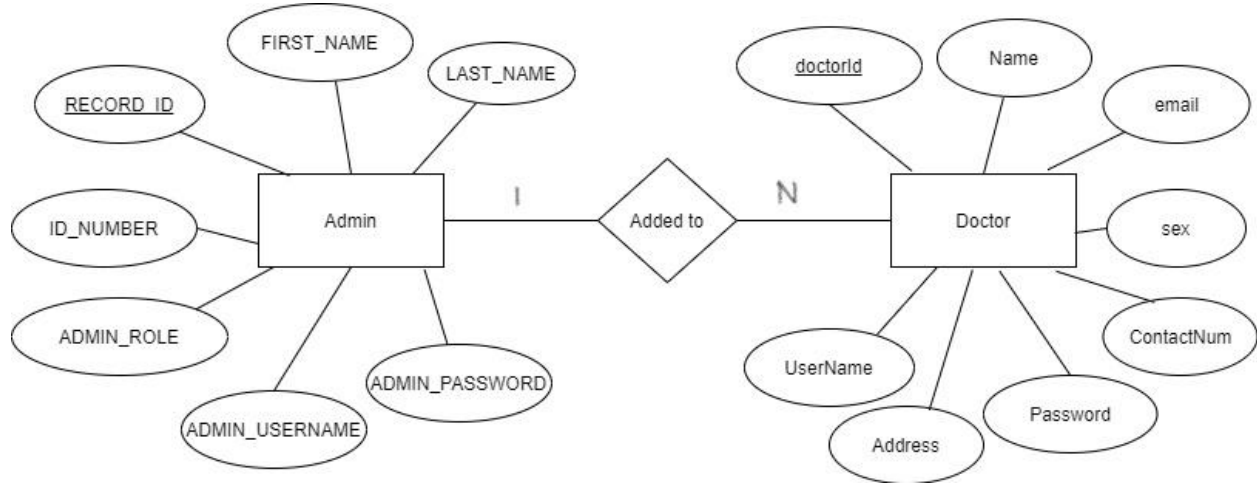 FIRST_NAME
LAST_NAME
RECORD_ID
ID_NUMBER
ADMIN_ROLE
ADMIN_USERNAME
ADMIN_PASSWORD
Admin
1
Added to
N
Doctor
doctorId
Name
email
sex
ContactNum
Password
Address
UserName